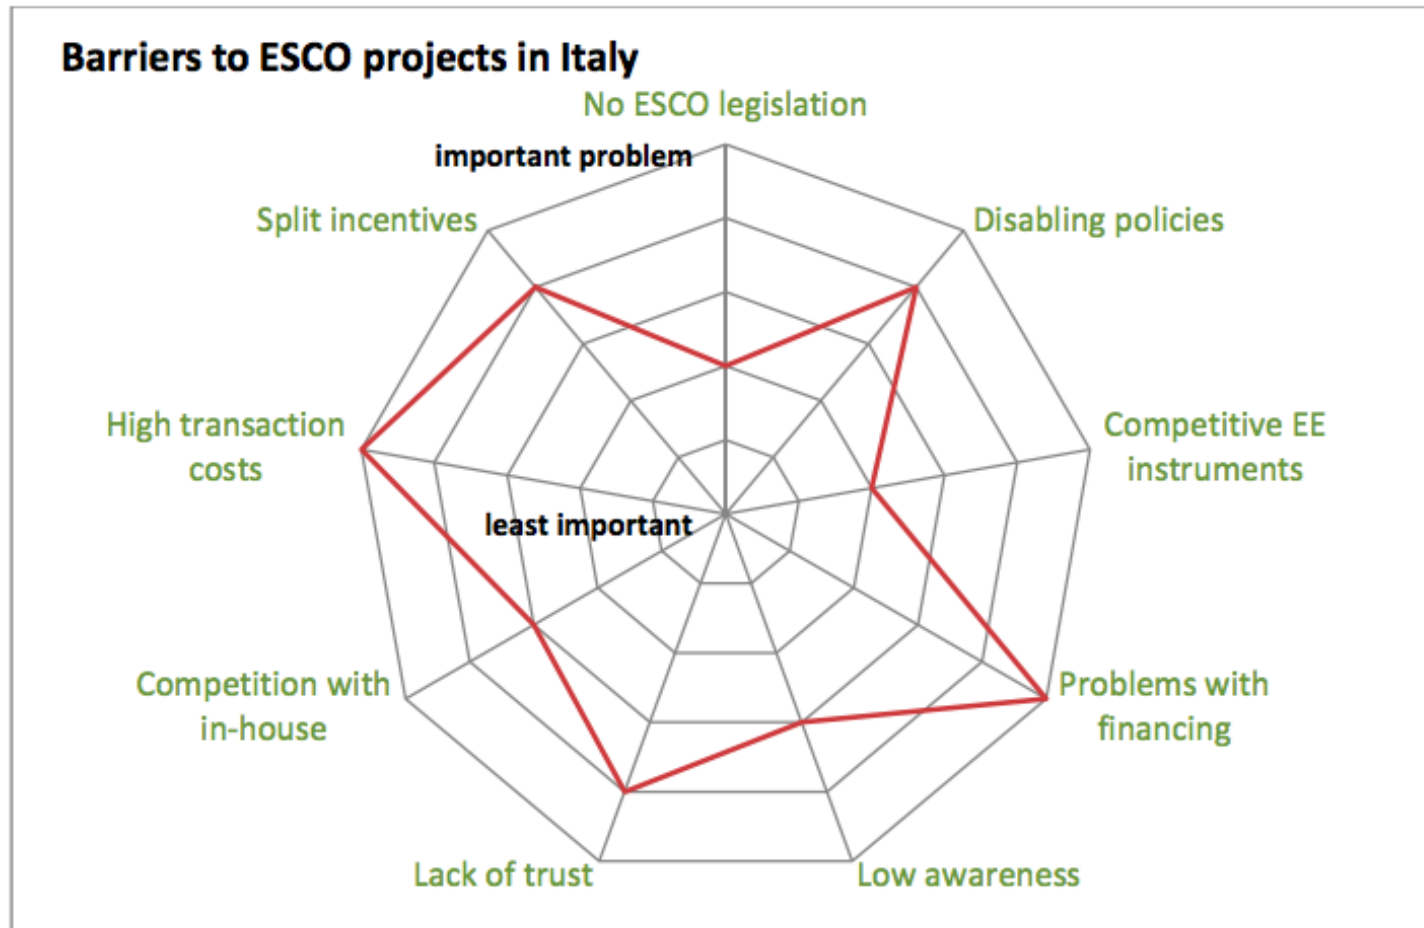 Barriers to ESCO projects in Italy
No ESCO legislation
important problem
Split incentives
Disabling policies
High transaction
costs
Competitive EE
instruments
least important
Competition with
in-house
Problems with
financing
Lack of trust
Low awareness